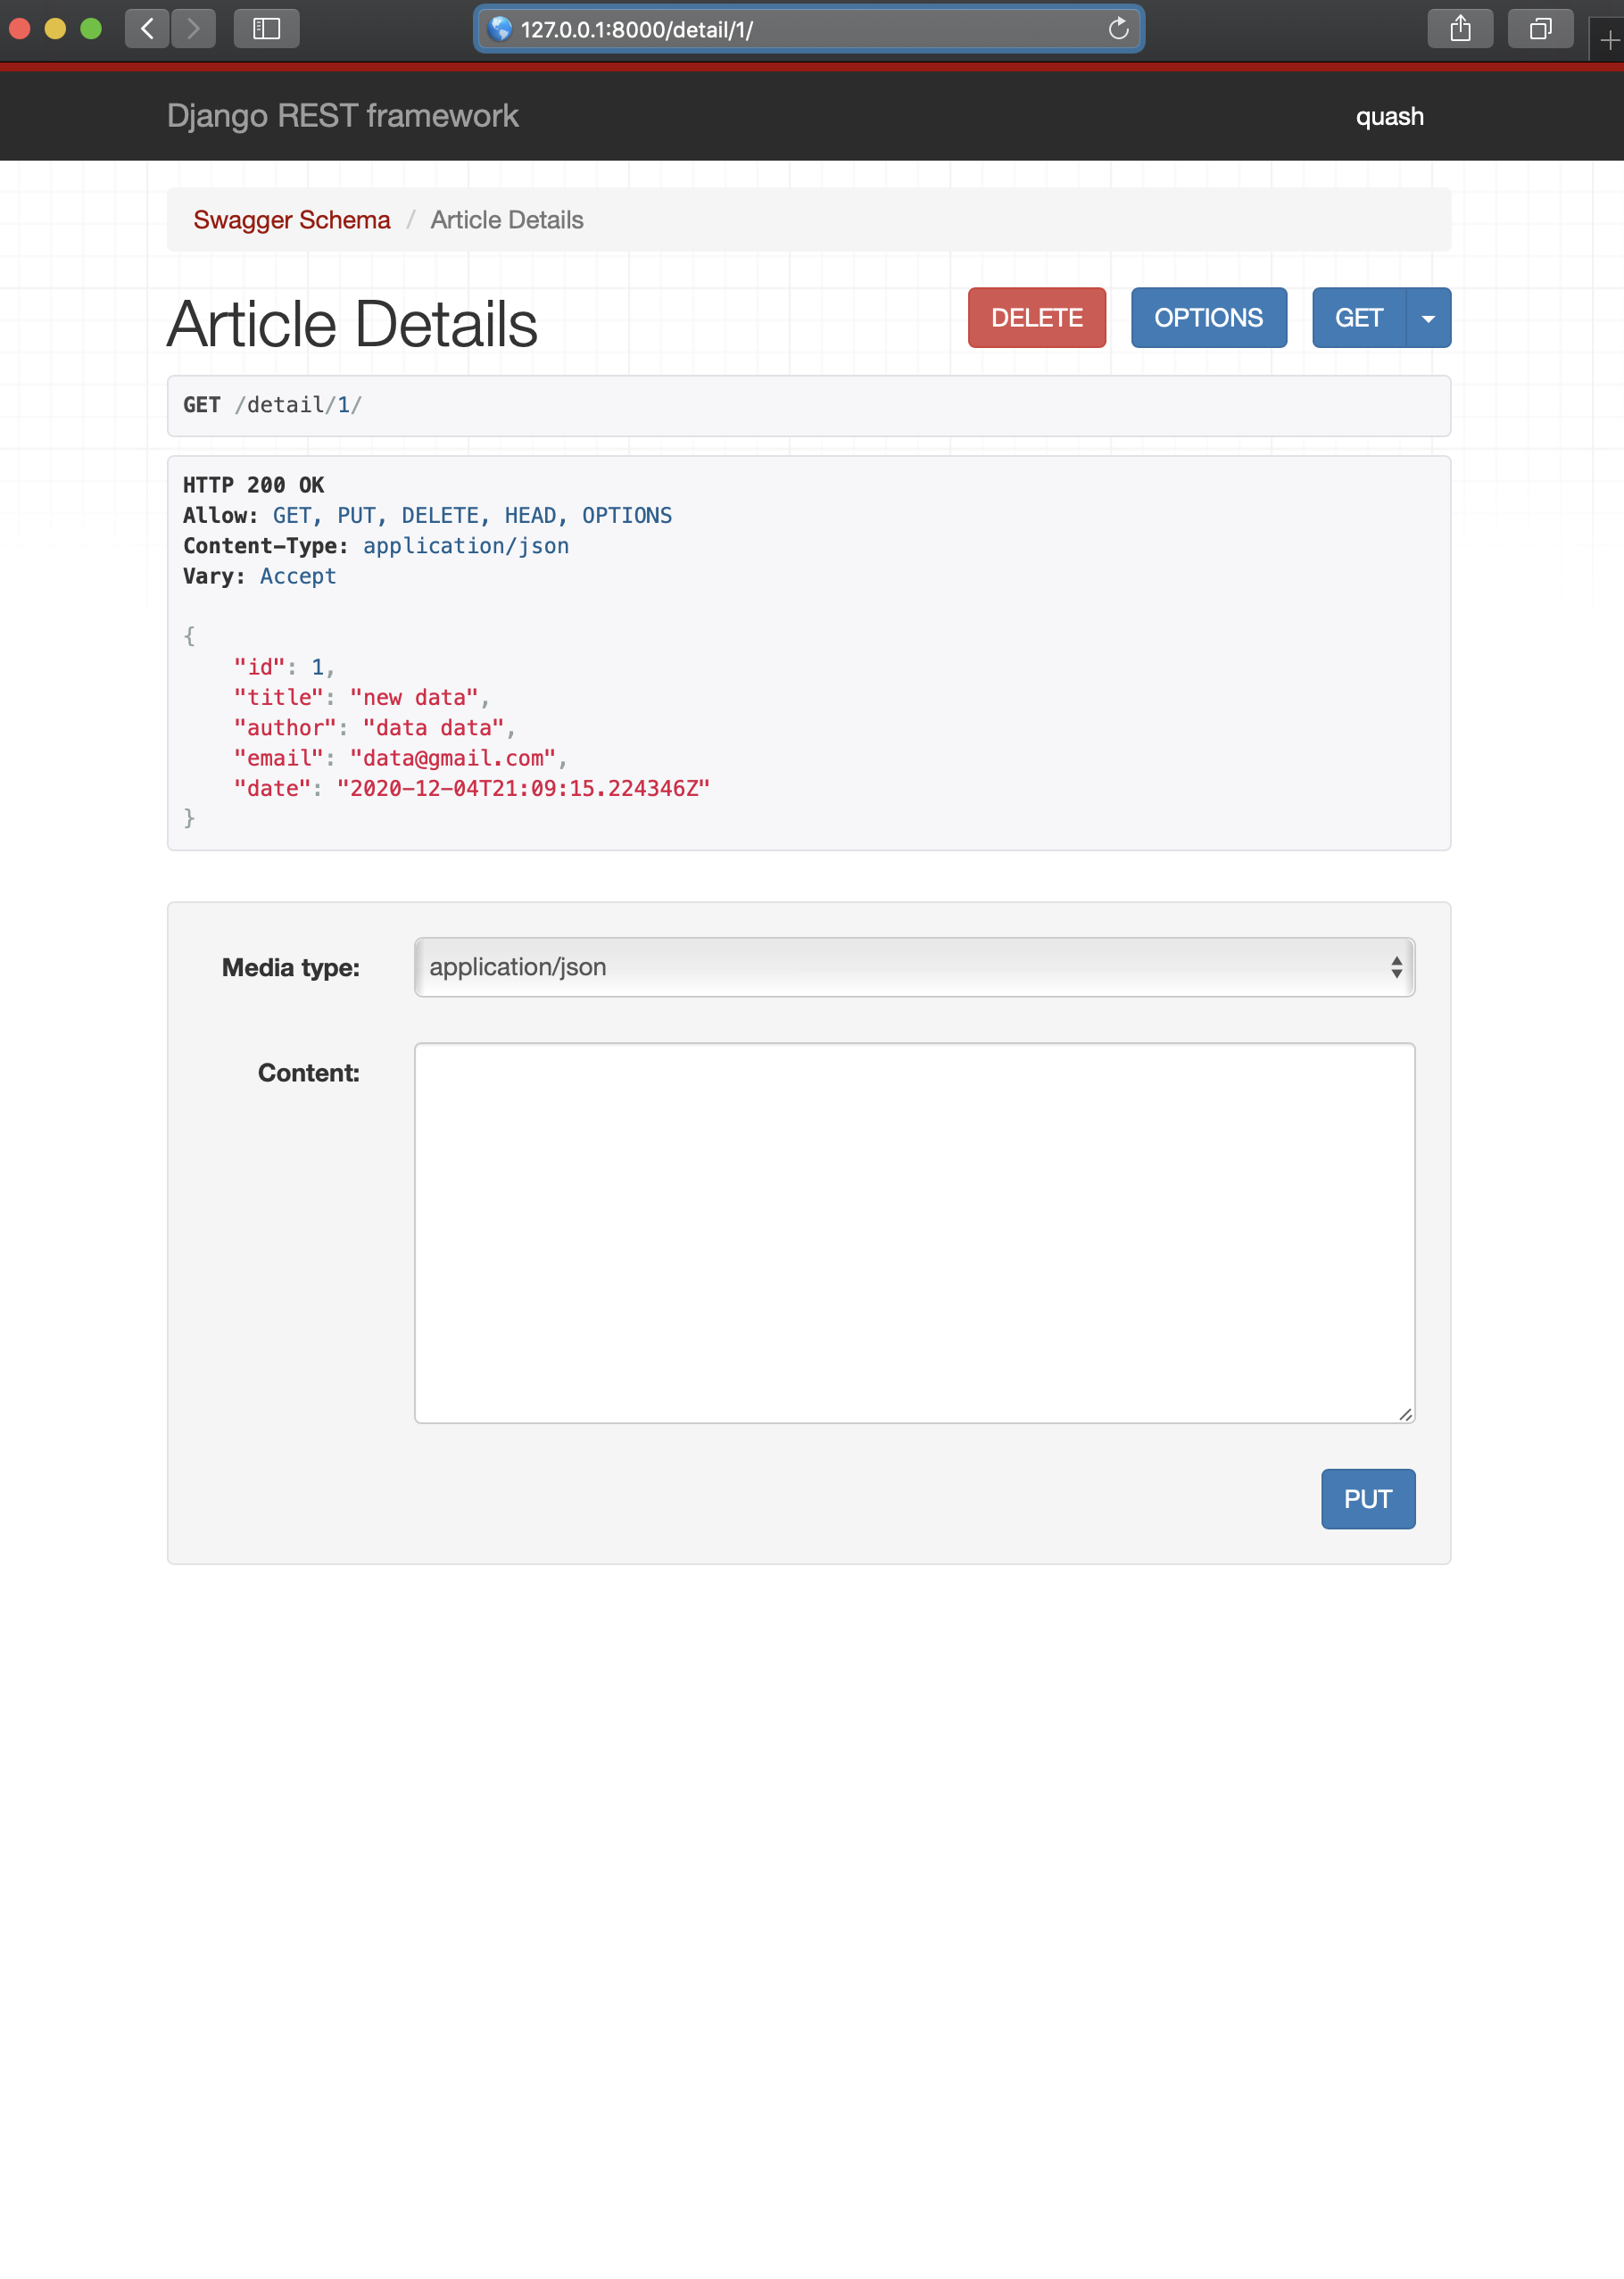 127.0.0.1:8000/detail/1/
Django REST framework
quash
Swagger Schema / Article Details
Article Details
DELETE
OPTIONS
GET
GET /detail/1/
HTTP 200 OK
Allow: GET, PUT, DELETE, HEAD, OPTIONS
Content-Type: application/json
Vary: Accept
{
    "id": 1,
    "title": "new data",
    "author": "data data",
    "email": "data@gmail.com",
    "date": "2020-12-04T21:09:15.224346Z"
}
Media type:
application/json
Content:
PUT